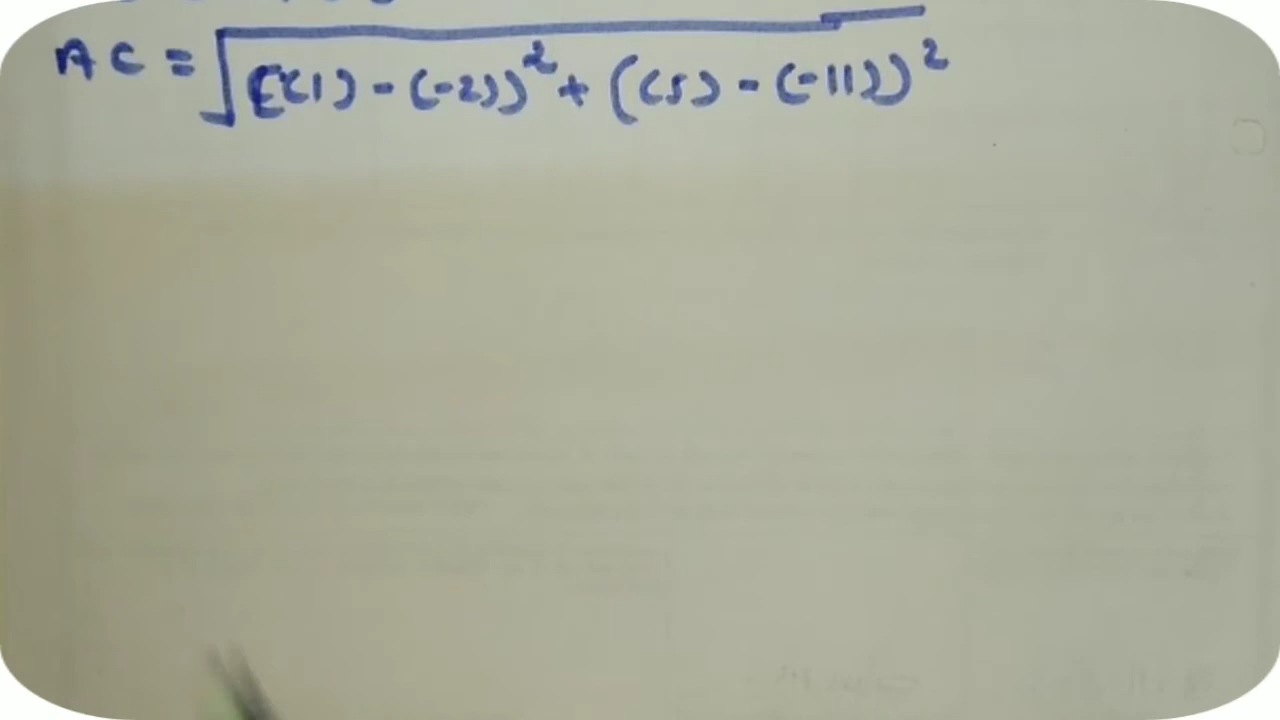 AC = √((1) - (-2))² + ((5) - (-11))²